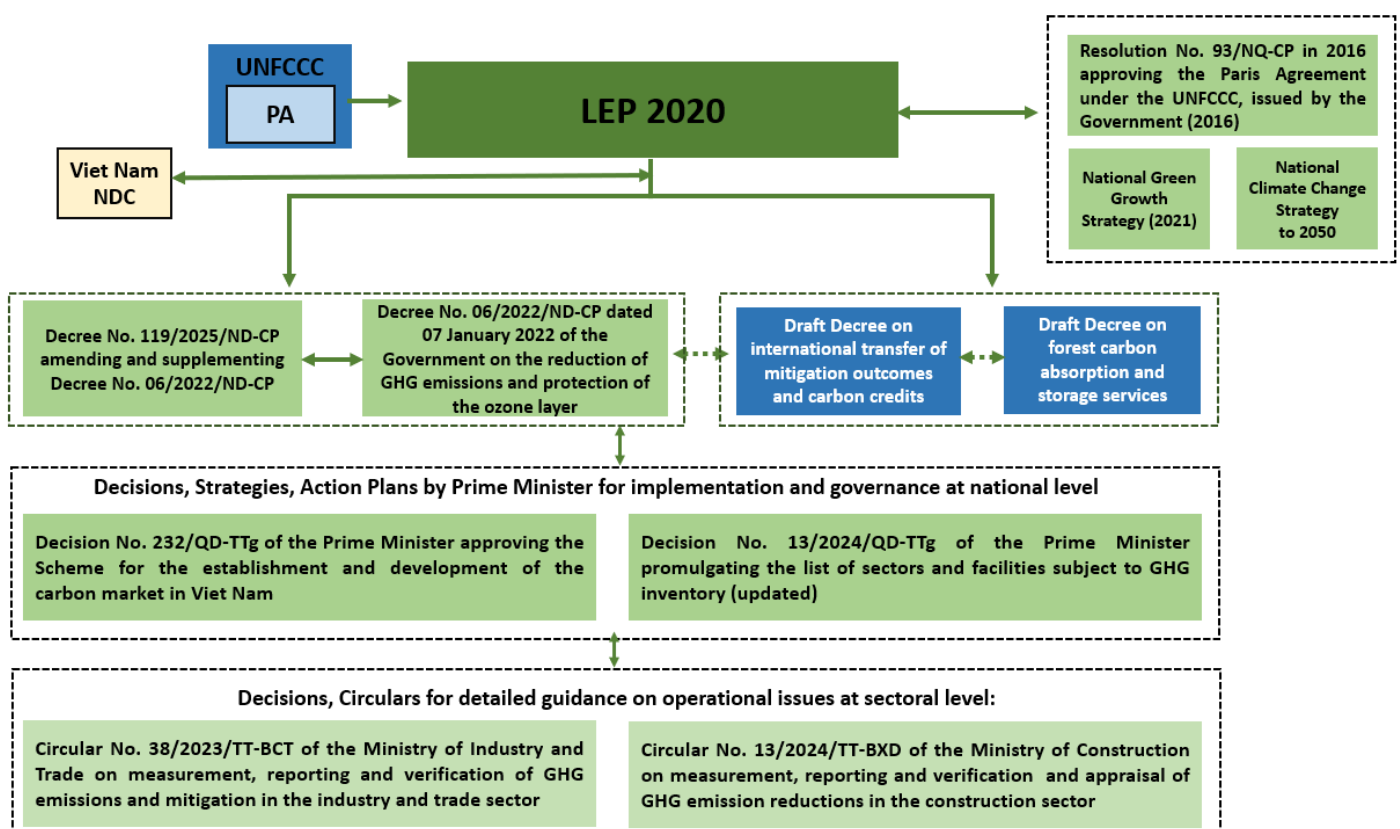 UNFCCC
PA
LEP 2020
Resolution No. 93/NQ-CP in 2016
approving the Paris Agreement
under the UNFCCC, issued by the
Government (2016)
Viet Nam
NDC
National Green
Growth
Strategy (2021)
National
Climate Change
Strategy
to 2050
Decree No. 119/2025/ND-CP
amending and supplementing
Decree No. 06/2022/ND-CP
Decree No. 06/2022/ND-CP dated
07 January 2022 of the
Government on the reduction of
GHG emissions and protection of
the ozone layer
Draft Decree on
international transfer of
mitigation outcomes
and carbon credits
Draft Decree on
forest carbon
absorption and
storage services
Decisions, Strategies, Action Plans by Prime Minister for implementation and governance at national level
Decision No. 232/QD-TTg of the Prime Minister approving the
Scheme for the establishment and development of the
carbon market in Viet Nam
Decision No. 13/2024/QD-TTg of the Prime Minister
promulgating the list of sectors and facilities subject to GHG
inventory (updated)
Decisions, Circulars for detailed guidance on operational issues at sectoral level:
Circular No. 38/2023/TT-BCT of the Ministry of Industry and
Trade on measurement, reporting and verification of GHG
emissions and mitigation in the industry and trade sector
Circular No. 13/2024/TT-BXD of the Ministry of Construction
on measurement, reporting and verification and appraisal of
GHG emission reductions in the construction sector